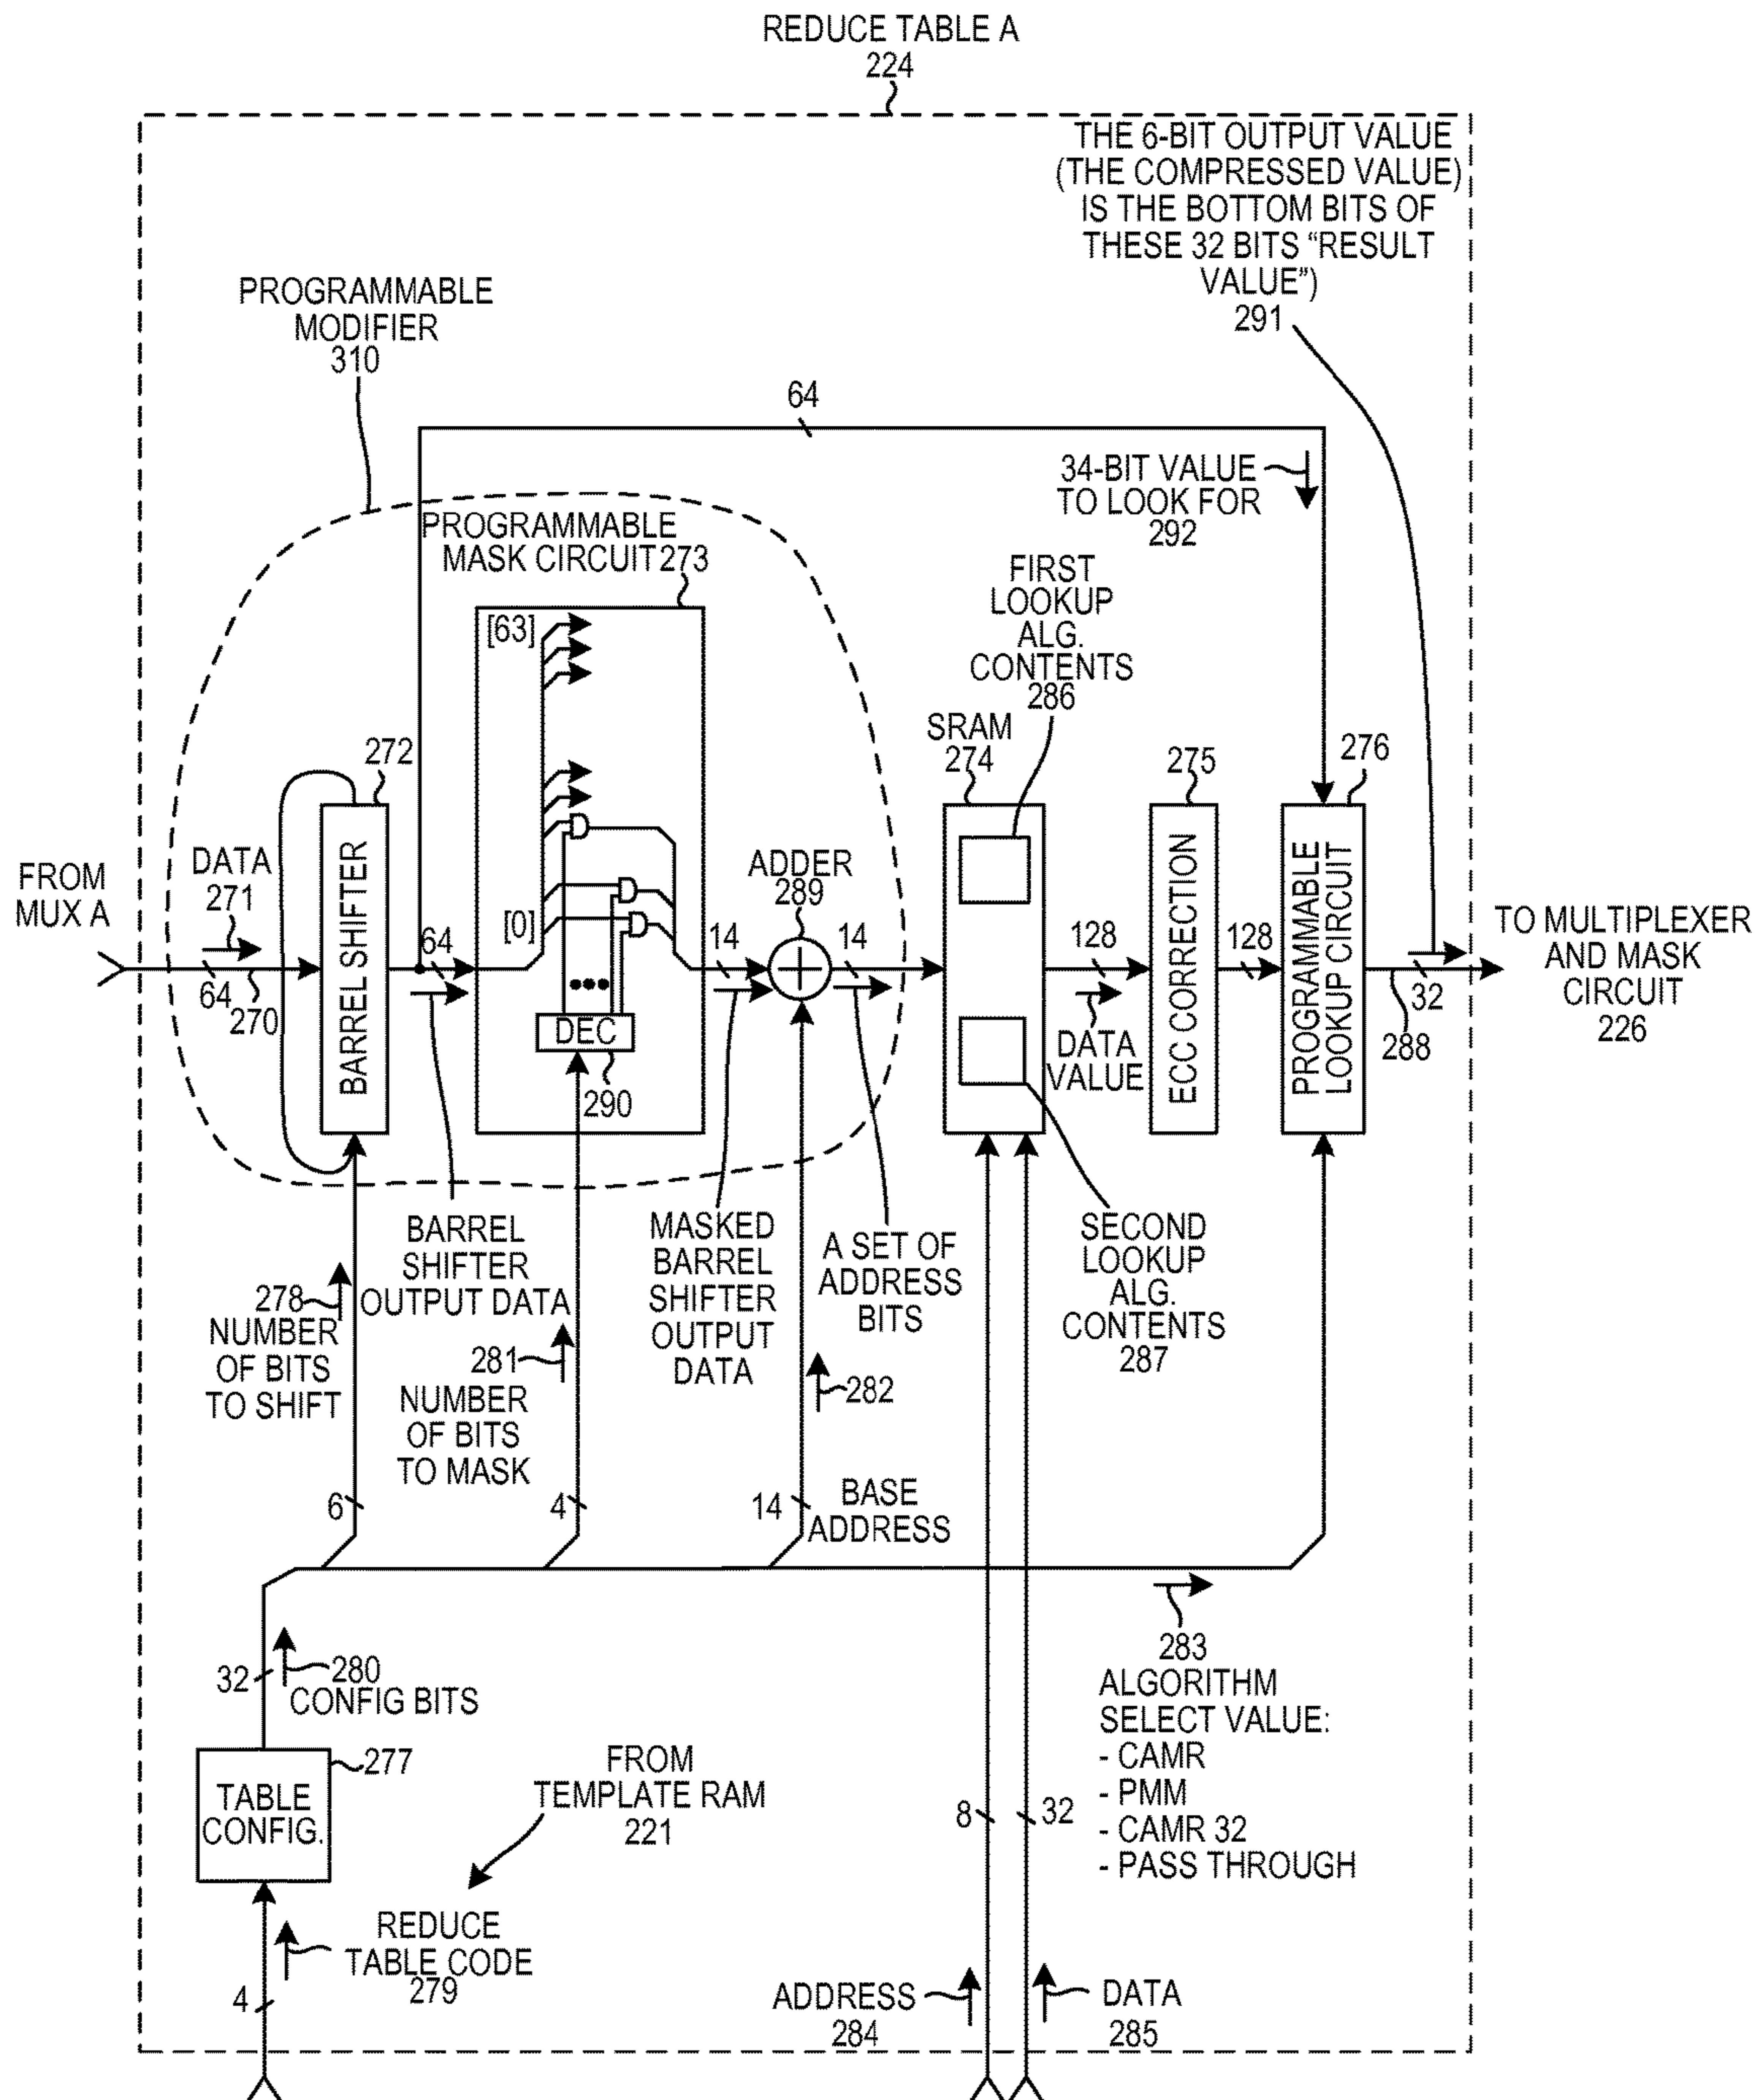 REDUCE TABLE A
224
THE 6-BIT OUTPUT VALUE
(THE COMPRESSED VALUE)
IS THE BOTTOM BITS OF
THESE 32 BITS “RESULT
VALUE”)
291
PROGRAMMABLE
MODIFIER
310
64
34-BIT VALUE
TO LOOK FOR
292
PROGRAMMABLE
MASK CIRCUIT 273
[63]
[0]
FIRST
LOOKUP
ALG.
CONTENTS
286
SRAM
274
272
275
276
FROM
MUX A
DATA
271
64
270
BARREL SHIFTER
64
DEC
290
14
ADDER
289
14
128
DATA
VALUE
ECC CORRECTION
128
PROGRAMMABLE
LOOKUP CIRCUIT
32
288
TO MULTIPLEXER
AND MASK
CIRCUIT
226
278
NUMBER
OF BITS
TO SHIFT
BARREL
SHIFTER
OUTPUT DATA
281
NUMBER
OF BITS
TO MASK
MASKED
BARREL
SHIFTER
OUTPUT
DATA
A SET OF
ADDRESS
BITS
282
SECOND
LOOKUP
ALG.
CONTENTS
287
6
4
14
BASE
ADDRESS
283
ALGORITHM
SELECT VALUE:
- CAMR
- PMM
- CAMR 32
- PASS THROUGH
32
280
CONFIG BITS
277
TABLE
CONFIG.
FROM
TEMPLATE RAM
221
8
32
REDUCE
TABLE CODE
279
4
ADDRESS
284
DATA
285